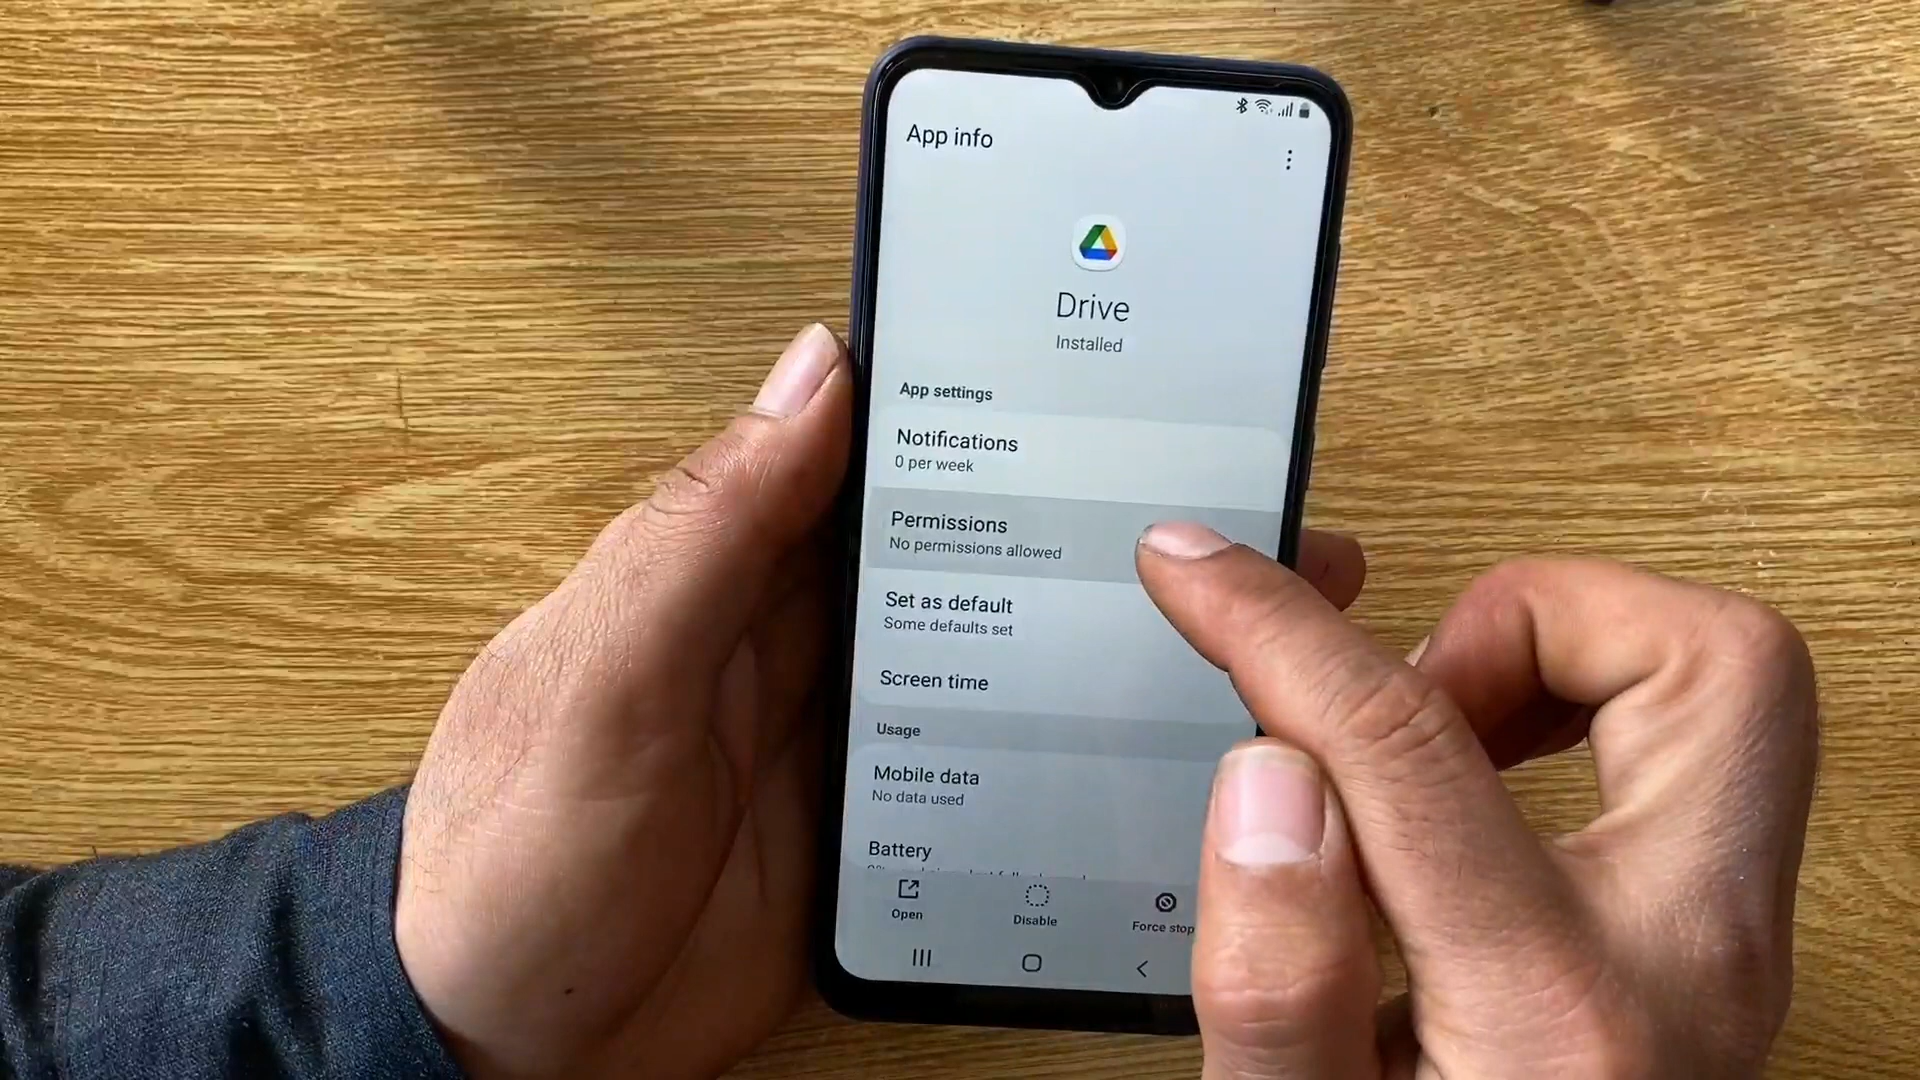 App info
Drive
Installed
App settings
Notifications
0 per week
Permissions
No permissions allowed
Set as default
Some defaults set
Screen time
Usage
Mobile data
No data used
Battery
Open
Disable
Force stop